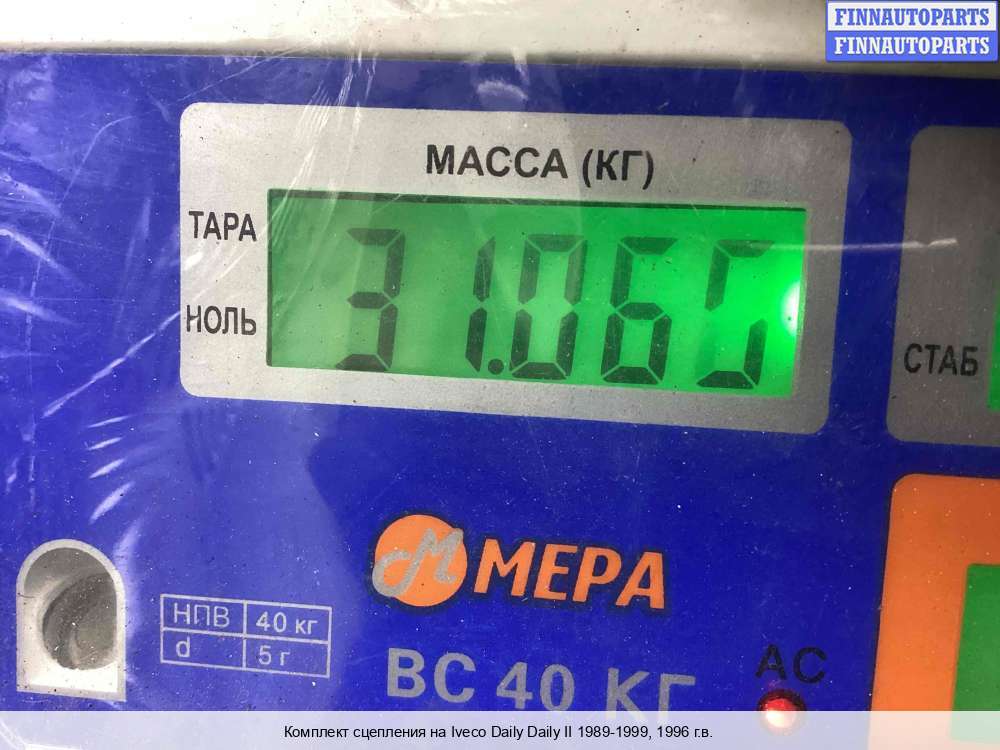 FINNAUTOPARTS
FINNAUTOPARTS
МАССА (КГ)
ТАРА
31.065
НОЛЬ
СТАБ
М МЕРА
НПВ 40 кг
d 5 г
ВС 40 КГ
AC
Комплект сцепления на Iveco Daily Daily II 1989-1999, 1996 г.в.